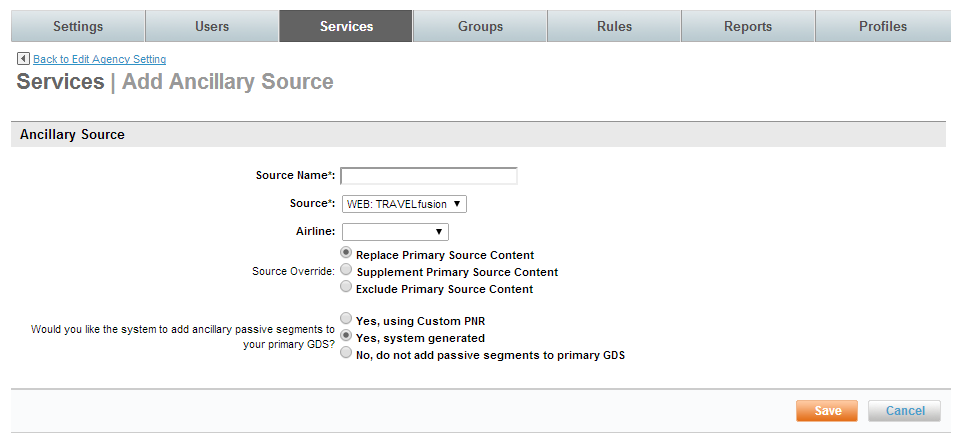 Settings Users Services Groups Rules Reports Profiles
Back to Edit Agency Setting
Services | Add Ancillary Source
Ancillary Source
Source Name*:
Source*: WEB: TRAVELfusion
Airline:
Source Override:
Replace Primary Source Content
Supplement Primary Source Content
Exclude Primary Source Content
Would you like the system to add ancillary passive segments to
your primary GDS?
Yes, using Custom PNR
Yes, system generated
No, do not add passive segments to primary GDS
Save Cancel